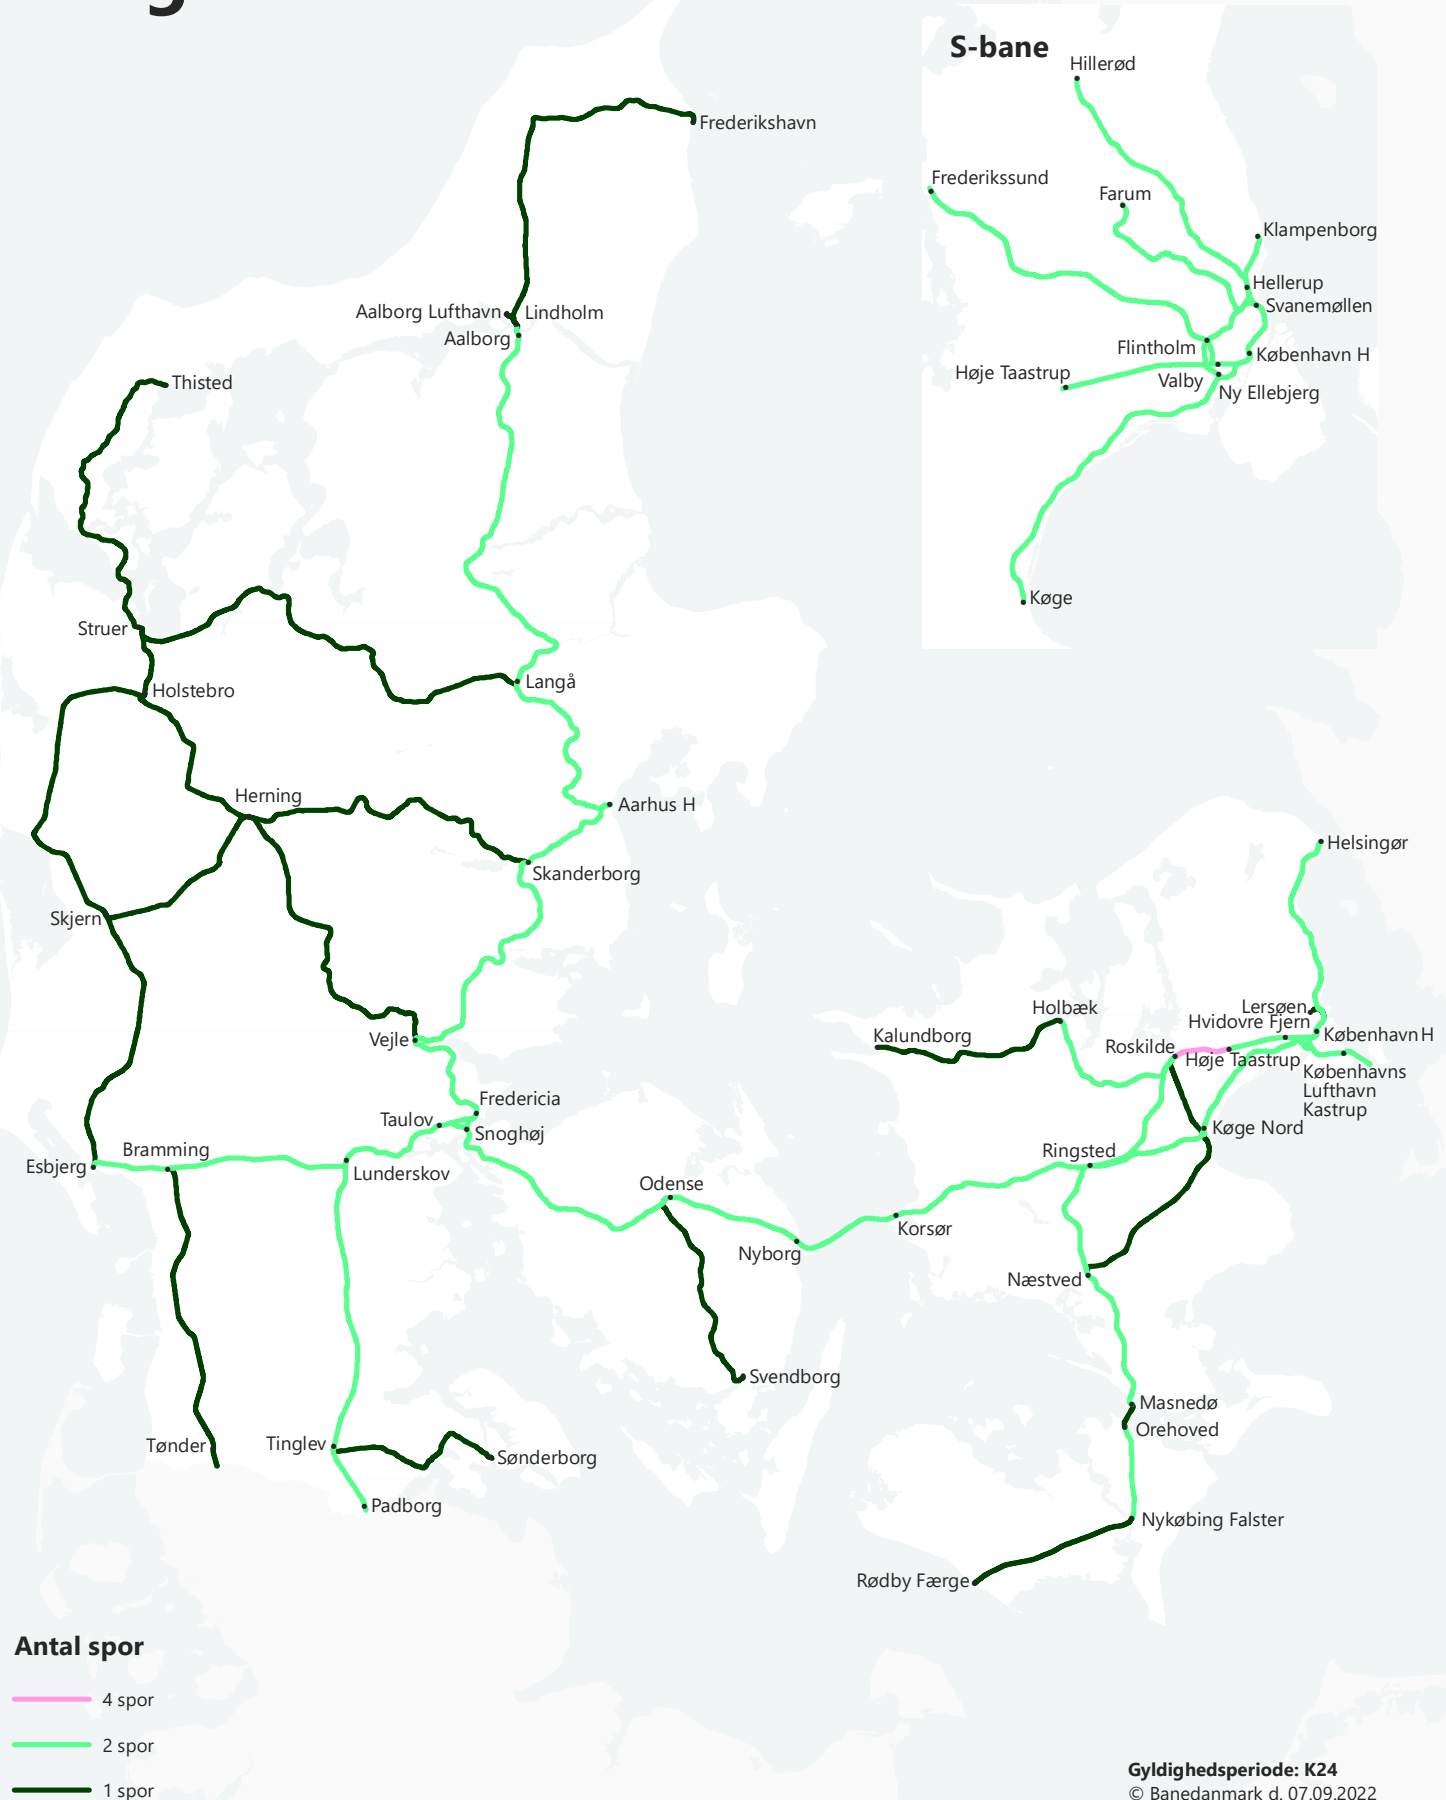 S-bane
Hillerød
Frederikshavn
Frederikssund
Farum
Klampenborg
Hellerup
Svanemøllen
Aalborg Lufthavn
Lindholm
Aalborg
Flintholm
København H
Høje Taastrup
Valby
Ny Ellebjerg
Thisted
Køge
Struer
Langå
Holstebro
Herning
Aarhus H
Helsingør
Skanderborg
Skjern
Holbæk
Lersøen
Hvidovre Fjern
Kalundborg
København H
Vejle
Roskilde
Høje Taastrup
Københavns
Lufthavn
Kastrup
Fredericia
Taulov
Snoghøj
Køge Nord
Bramming
Ringsted
Esbjerg
Lunderskov
Odense
Korsør
Nyborg
Næstved
Svendborg
Masnedø
Orehoved
Tønder
Tinglev
Sønderborg
Padborg
Nykøbing Falster
Rødby Færge
Antal spor
4 spor
2 spor
1 spor
Gyldighedsperiode: K24
© Banedanmark d. 07.09.2022